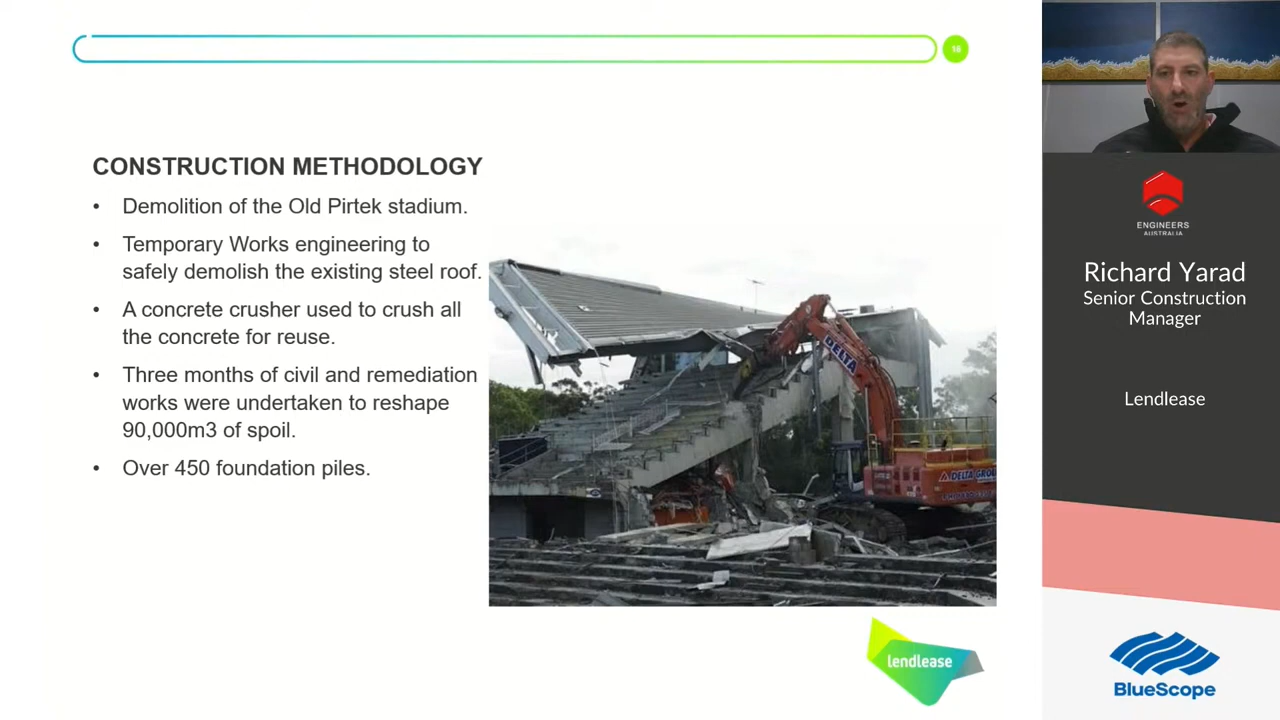 16
CONSTRUCTION METHODOLOGY
• Demolition of the Old Pirtek stadium.
• Temporary Works engineering to
safely demolish the existing steel roof.
• A concrete crusher used to crush all
the concrete for reuse.
• Three months of civil and remediation
works were undertaken to reshape
90,000m3 of spoil.
• Over 450 foundation piles.
DELTA
DELTA GROU
lendlease
ENGINEERS
AUSTRALIA
Richard Yarad
Senior Construction
Manager
Lendlease
BlueScope